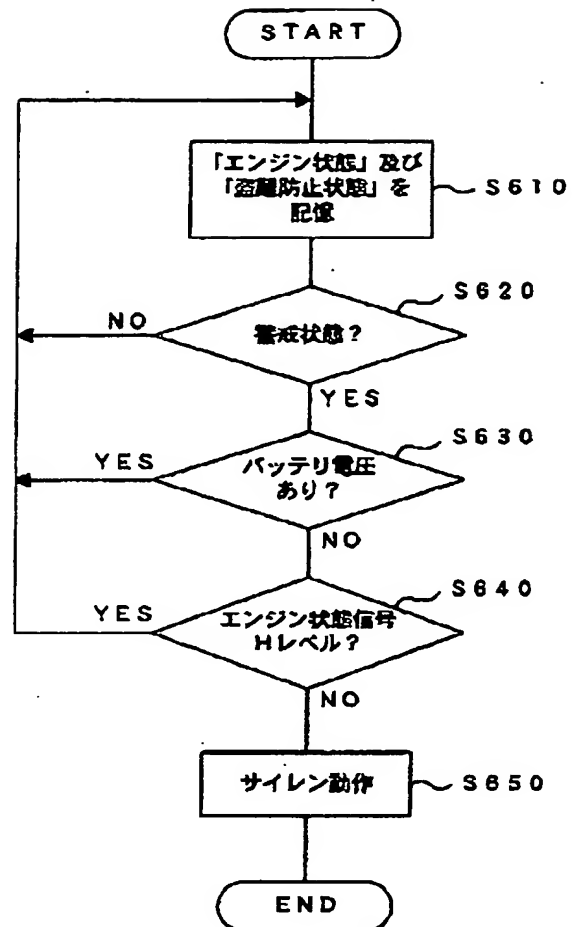 START
「エンジン状態」及び
「盗難防止状態」を
記憶
S610
S620
警戒状態？
NO
YES
S630
バッテリ電圧
あり？
YES
NO
S640
エンジン状態信号
Hレベル？
YES
NO
サイレン動作
S650
END